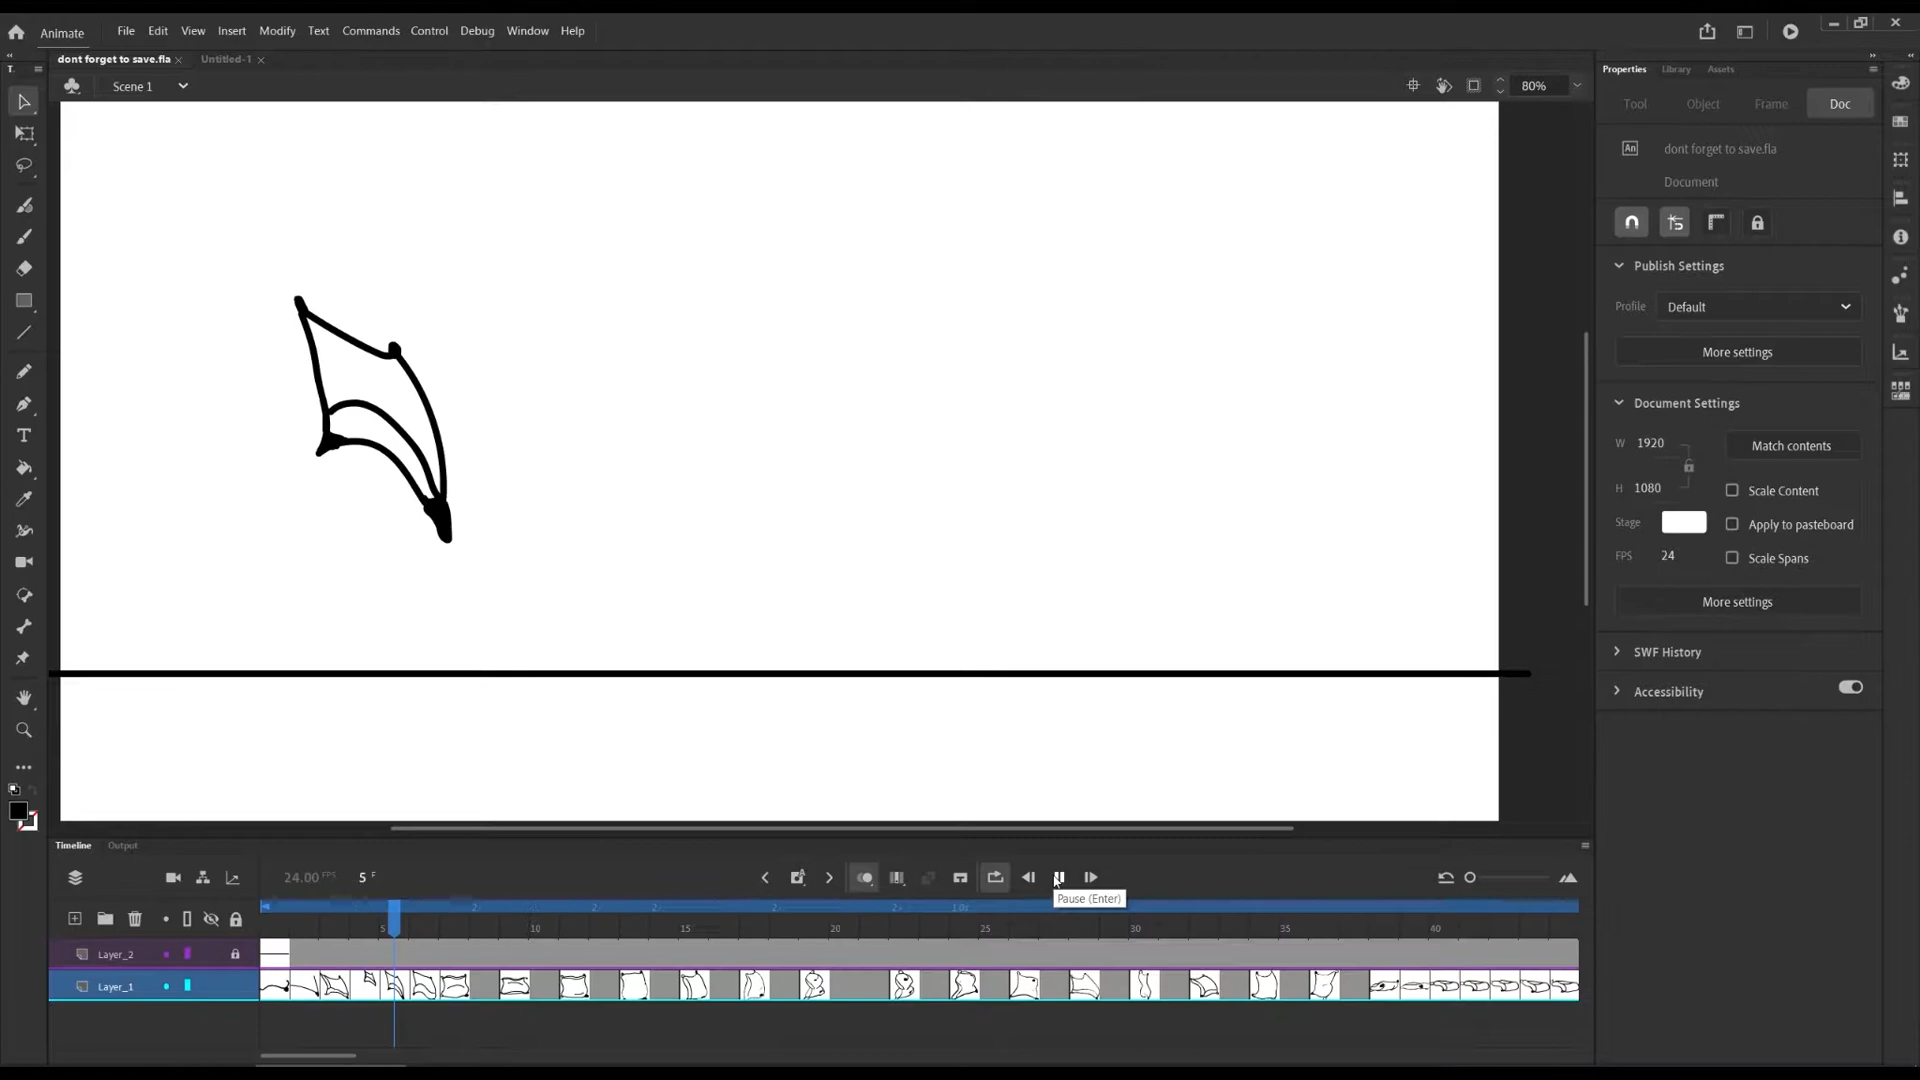 Animate File Edit View Insert Modify Text Commands Control Debug Window Help
dont forget to save.fla Untitled-1
T. Scene 1 80%
Properties Library Assets
Tool Object Frame Doc
An dont forget to save.fla
Document
Publish Settings
Profile Default
More settings
Document Settings
W 1920 Match contents
H 1080 Scale Content
Stage Apply to pasteboard
FPS 24 Scale Spans
More settings
SWF History
Accessibility
Timeline Output
24.00 FPS 5 F
Pause (Enter)
5 10 15 20 25 30 35 40
Layer_2
Layer_1